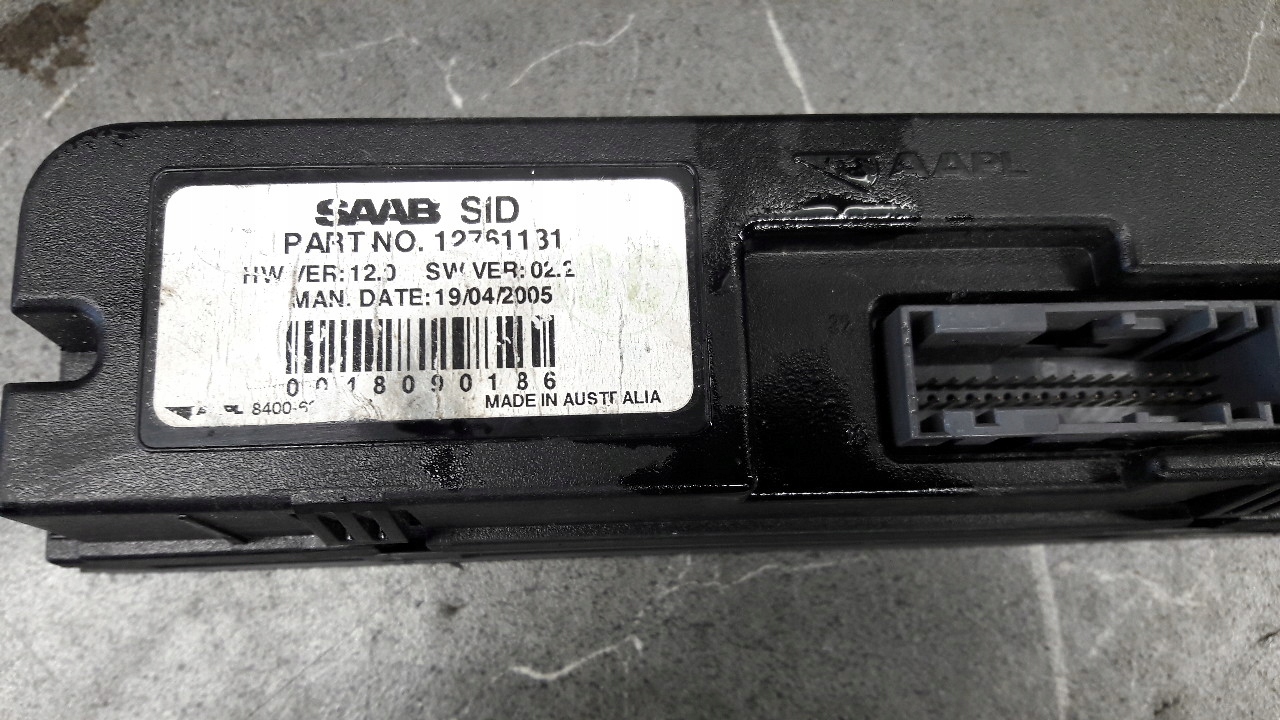 AAPL
SAAB SID
PART NO. 12761131
HW VER:12.0 SW VER: 02.2
MAN. DATE:19/04/2005
0018090186
MADE IN AUSTRALIA